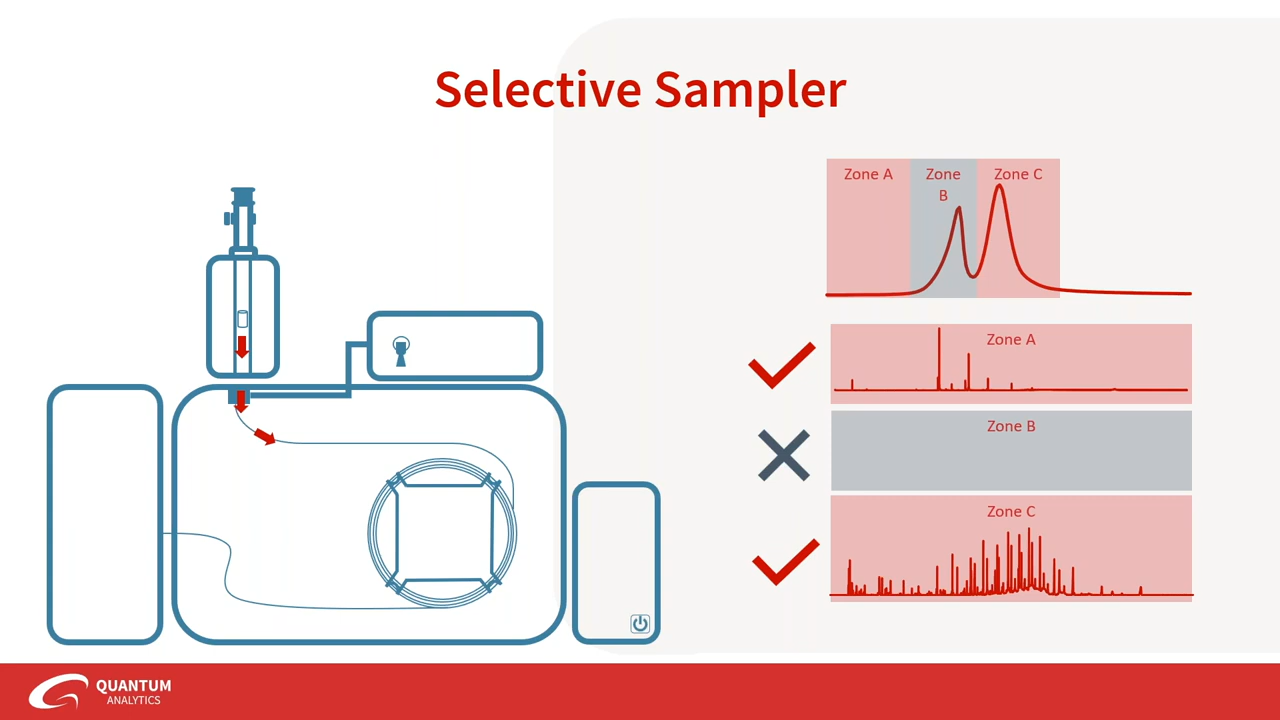 Selective Sampler
Zone A
Zone
B
Zone C
Zone A
Zone B
Zone C
QUANTUM
ANALYTICS